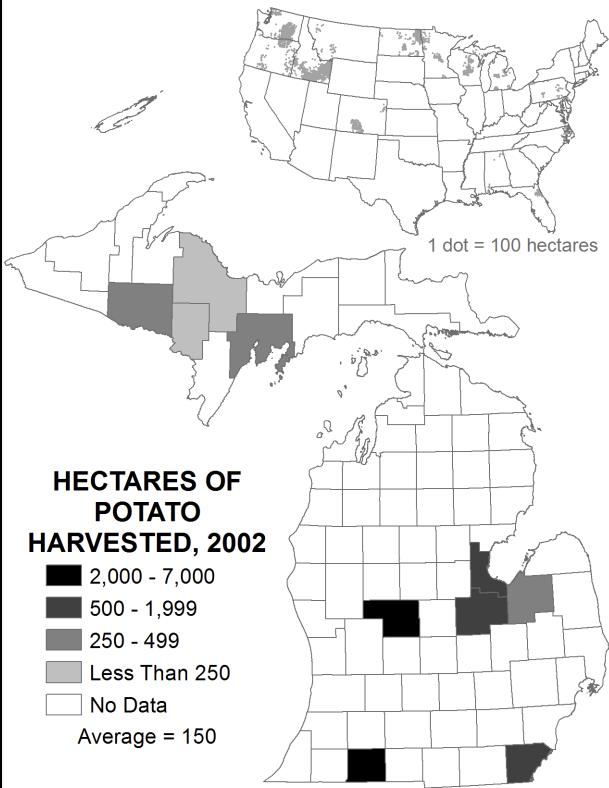 1 dot = 100 hectares
HECTARES OF
POTATO
HARVESTED, 2002
2,000 - 7,000
500 - 1,999
250 - 499
Less Than 250
No Data
Average = 150